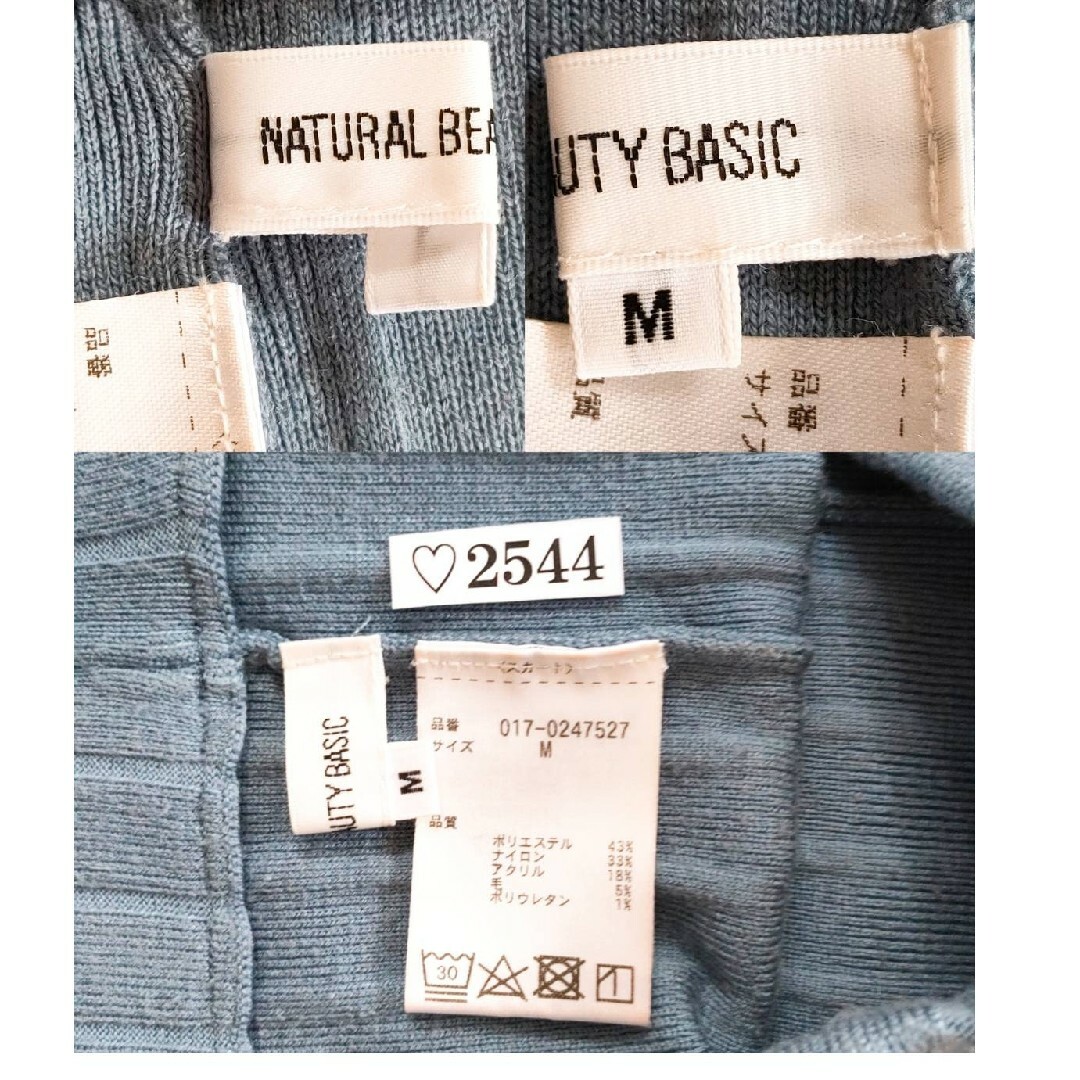 NATURAL BEA
UTY BASIC
M
品番
サイズ
品質
♡2544
UTY BASIC
M
<スカート>
品番 017-0247527
サイズ M
品質
ポリエステル 43%
ナイロン 33%
アクリル 18%
毛 5%
ポリウレタン 1%
30